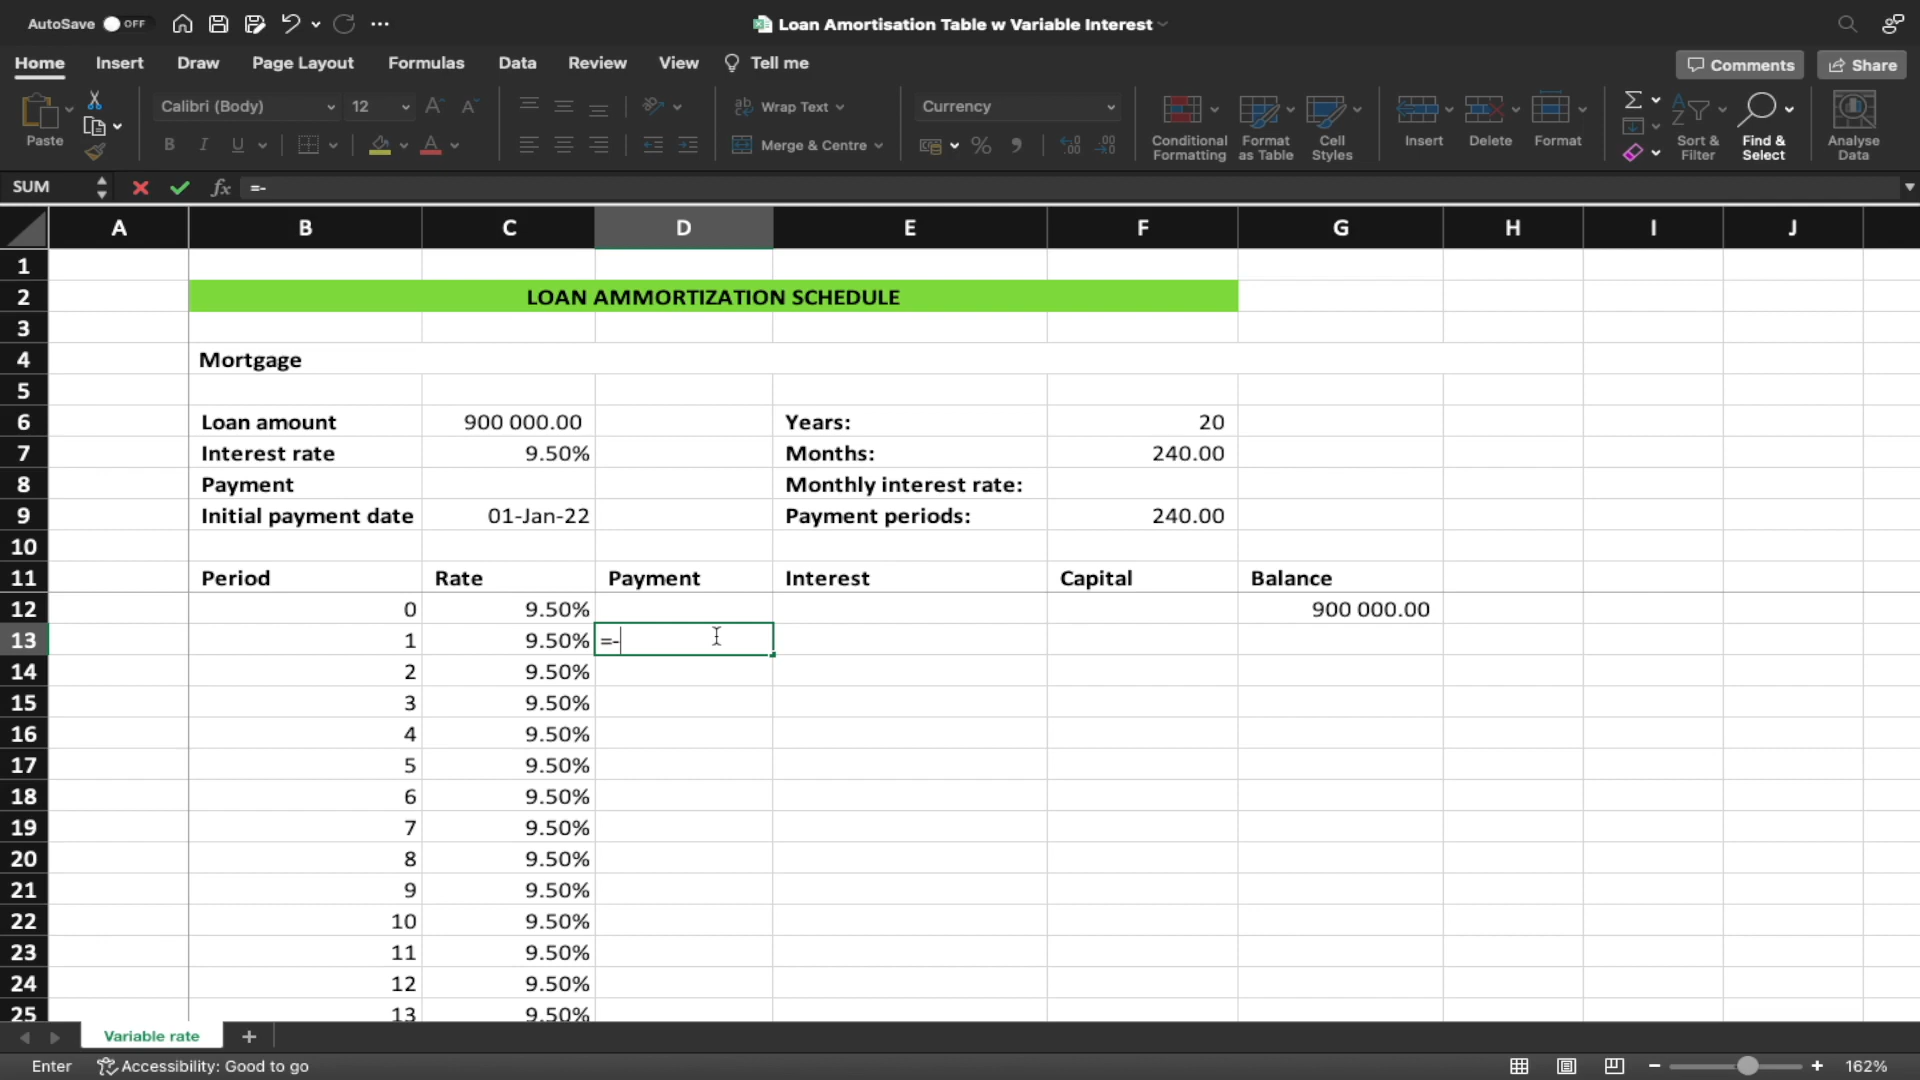 AutoSave OFF Loan Amortisation Table w Variable Interest
Home Insert Draw Page Layout Formulas Data Review View Tell me Comments Share
Paste Calibri (Body) 12 A A Wrap Text Currency
B I U A Merge & Centre % Conditional Formatting Format as Table Cell Styles Insert Delete Format Sort & Filter Find & Select Analyse Data
SUM fx =-
A B C D E F G H I J
1
2 LOAN AMMORTIZATION SCHEDULE
3
4 Mortgage
5
6 Loan amount 900 000.00 Years: 20
7 Interest rate 9.50% Months: 240.00
8 Payment Monthly interest rate:
9 Initial payment date 01-Jan-22 Payment periods: 240.00
10
11 Period Rate Payment Interest Capital Balance
12 0 9.50% 900 000.00
13 1 9.50% =-
14 2 9.50%
15 3 9.50%
16 4 9.50%
17 5 9.50%
18 6 9.50%
19 7 9.50%
20 8 9.50%
21 9 9.50%
22 10 9.50%
23 11 9.50%
24 12 9.50%
25 13 9.50%
Variable rate +
Enter Accessibility: Good to go 162%